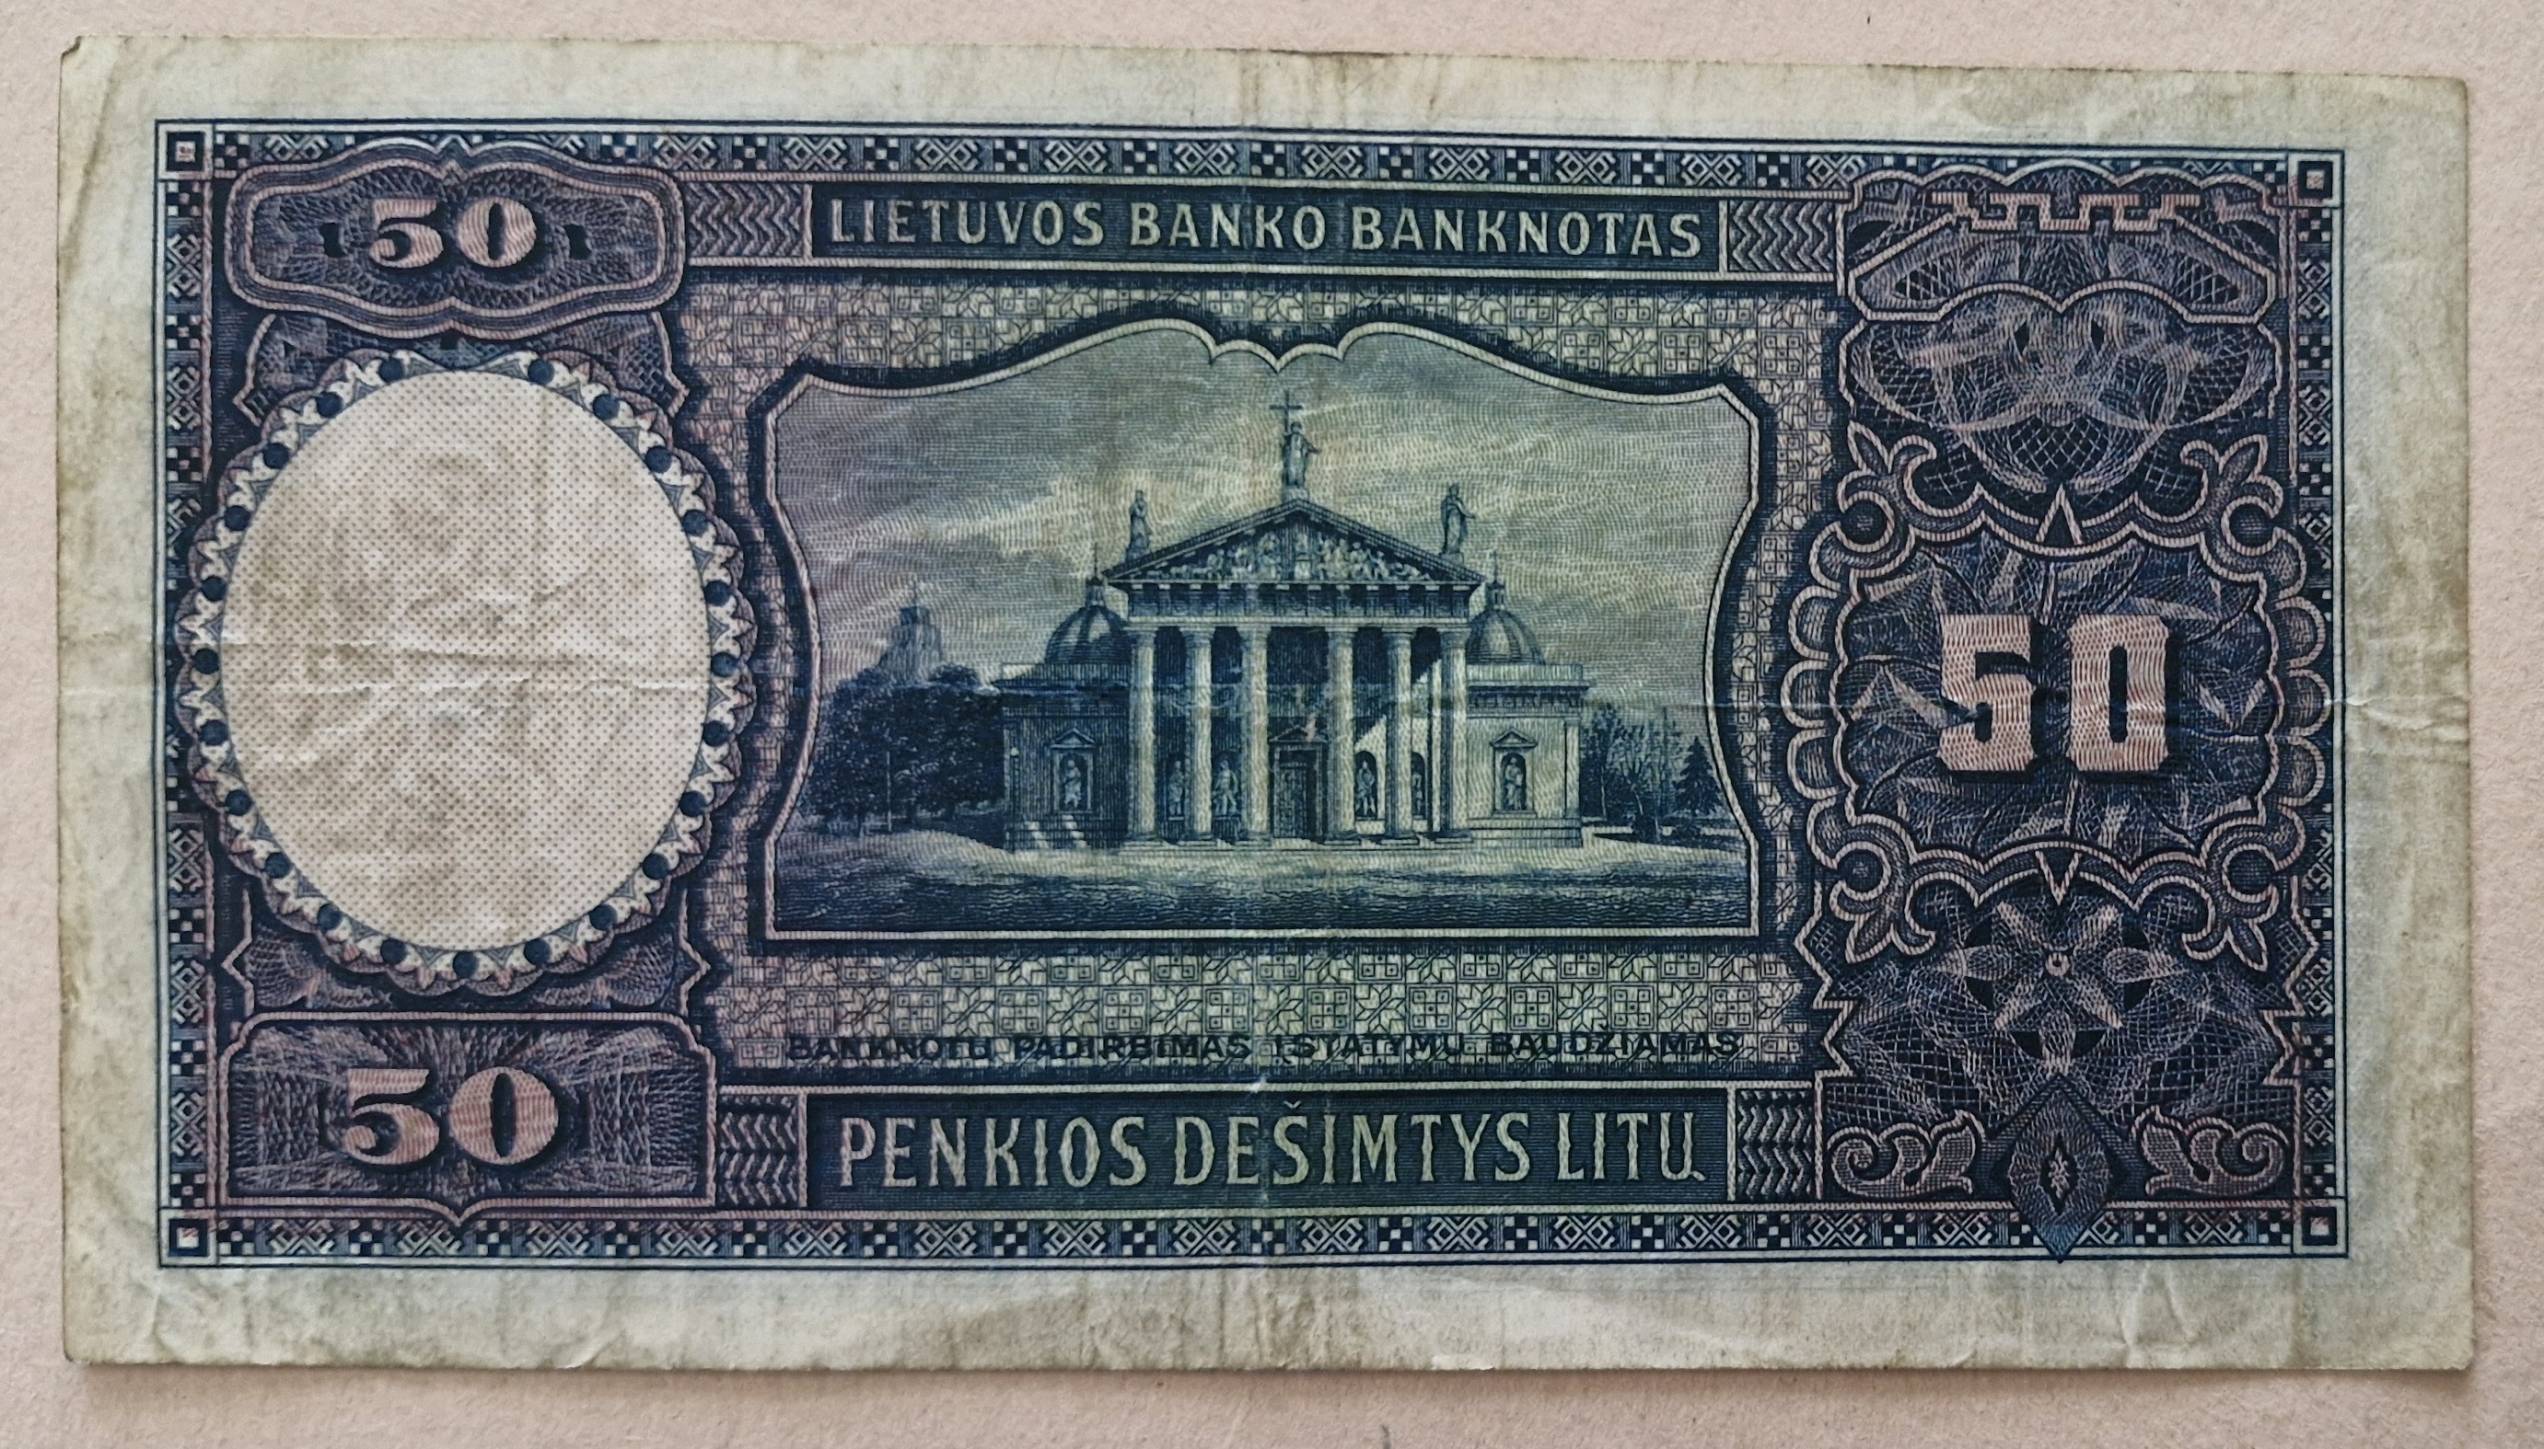 50
LIETUVOS BANKO BANKNOTAS
50
BANKNOTŲ PADIRBIMAS ĮSTATYMŲ BAUDŽIAMAS
50
PENKIOS DEŠIMTYS LITŲ